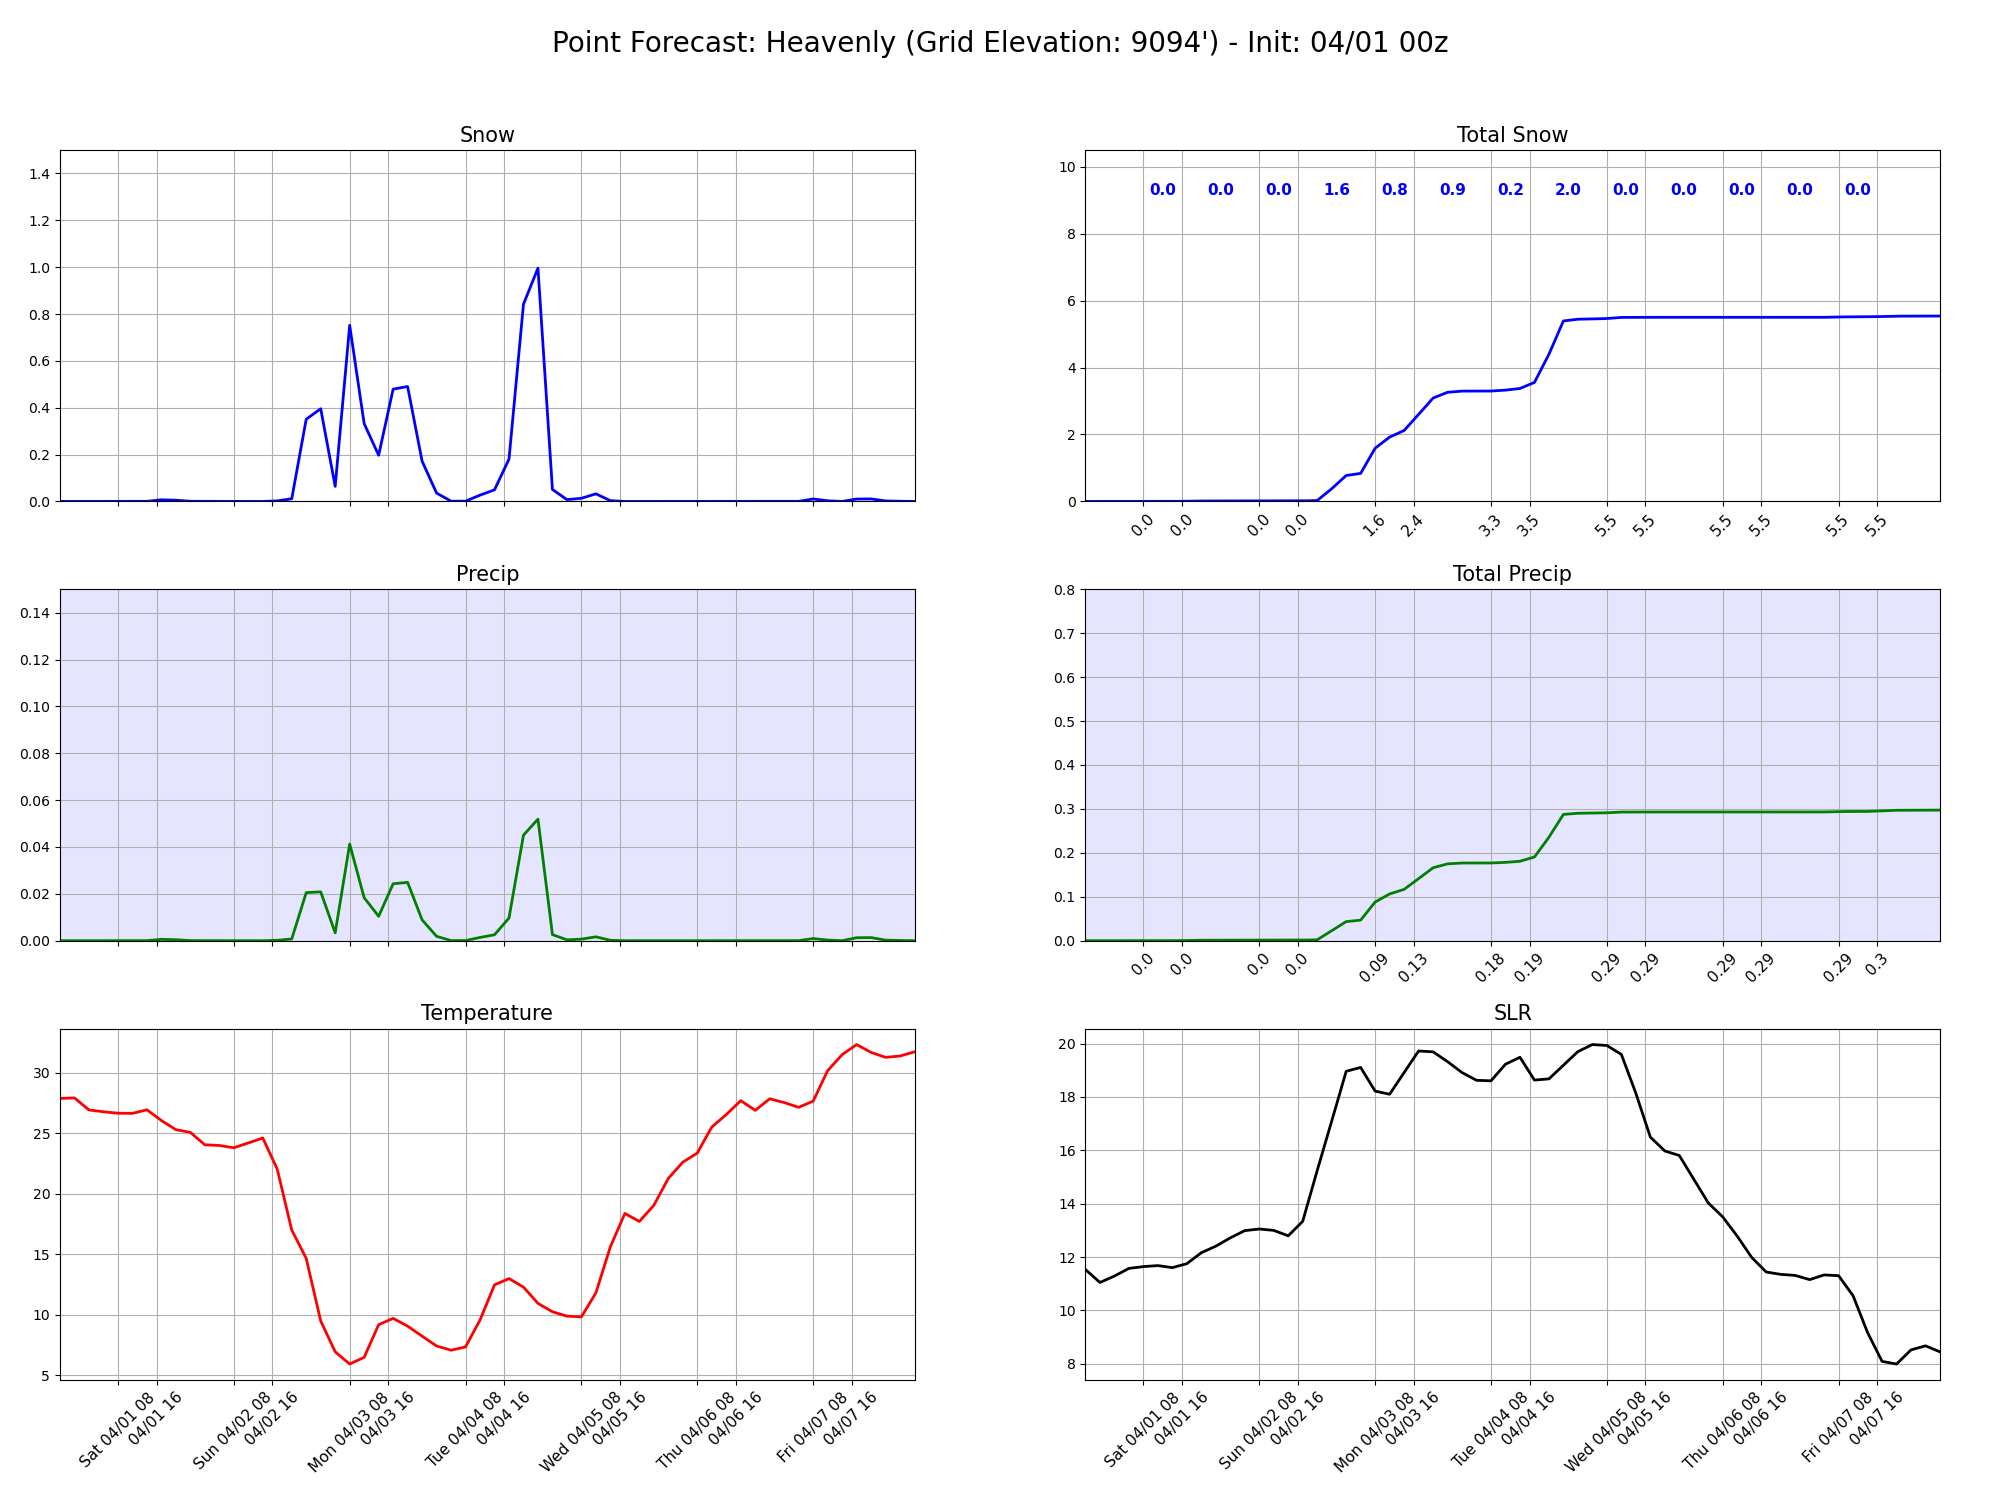 Point Forecast: Heavenly (Grid Elevation: 9094') - Init: 04/01 00z
Snow
1.4
1.2
1.0
0.8
0.6
0.4
0.2
0.0
Total Snow
10
8
6
4
2
0
0.0 0.0 0.0 1.6 0.8 0.9 0.2 2.0 0.0 0.0 0.0 0.0 0.0
0.0 0.0 0.0 0.0 1.6 2.4 3.3 3.5 5.5 5.5 5.5 5.5 5.5 5.5
Precip
0.14
0.12
0.10
0.08
0.06
0.04
0.02
0.00
Total Precip
0.8
0.7
0.6
0.5
0.4
0.3
0.2
0.1
0.0
0.0 0.0 0.0 0.0 0.09 0.13 0.18 0.19 0.29 0.29 0.29 0.29 0.29 0.3
Temperature
30
25
20
15
10
5
Sat 04/01 08
04/01 16
Sun 04/02 08
04/02 16
Mon 04/03 08
04/03 16
Tue 04/04 08
04/04 16
Wed 04/05 08
04/05 16
Thu 04/06 08
04/06 16
Fri 04/07 08
04/07 16
SLR
20
18
16
14
12
10
8
Sat 04/01 08
04/01 16
Sun 04/02 08
04/02 16
Mon 04/03 08
04/03 16
Tue 04/04 08
04/04 16
Wed 04/05 08
04/05 16
Thu 04/06 08
04/06 16
Fri 04/07 08
04/07 16